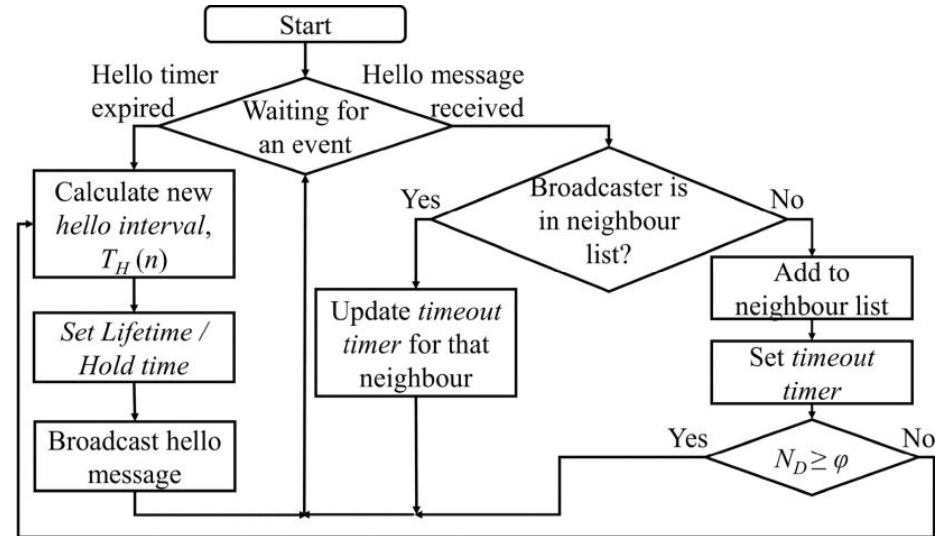 Start
Hello timer
expired
Hello message
received
Waiting for
an event
Calculate new
hello interval,
T_H (n)
Yes
Broadcaster is
in neighbour
list?
No
Add to
neighbour list
Set Lifetime /
Hold time
Update timeout
timer for that
neighbour
Set timeout
timer
Broadcast hello
message
Yes
N_D ≥ φ
No